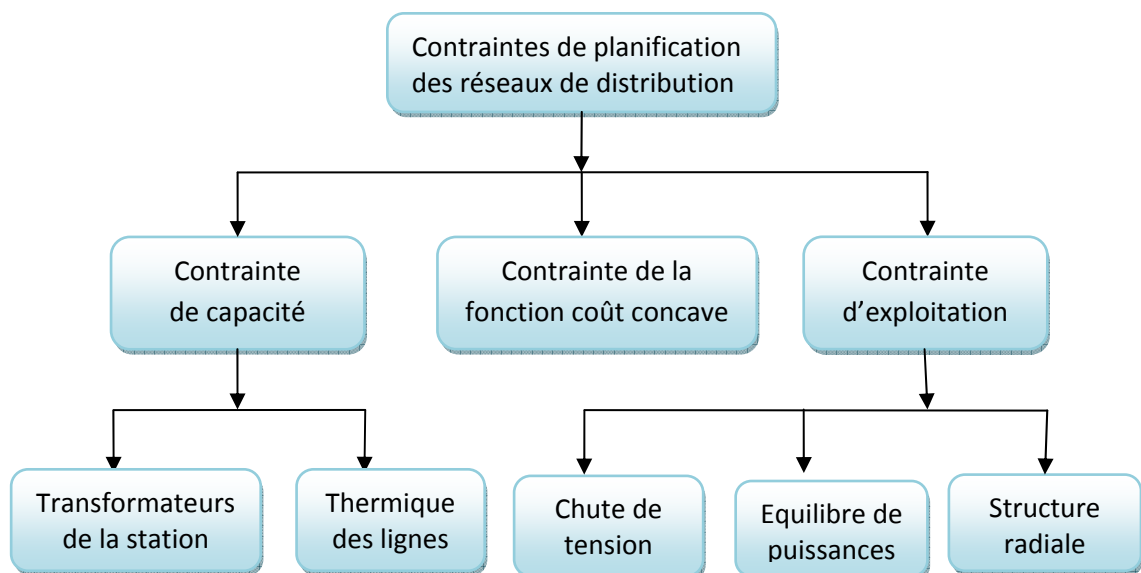 Contraintes de planification
des réseaux de distribution
Contrainte
de capacité
Contrainte de la
fonction coût concave
Contrainte
d’exploitation
Transformateurs
de la station
Thermique
des lignes
Chute de
tension
Equilibre de
puissances
Structure
radiale